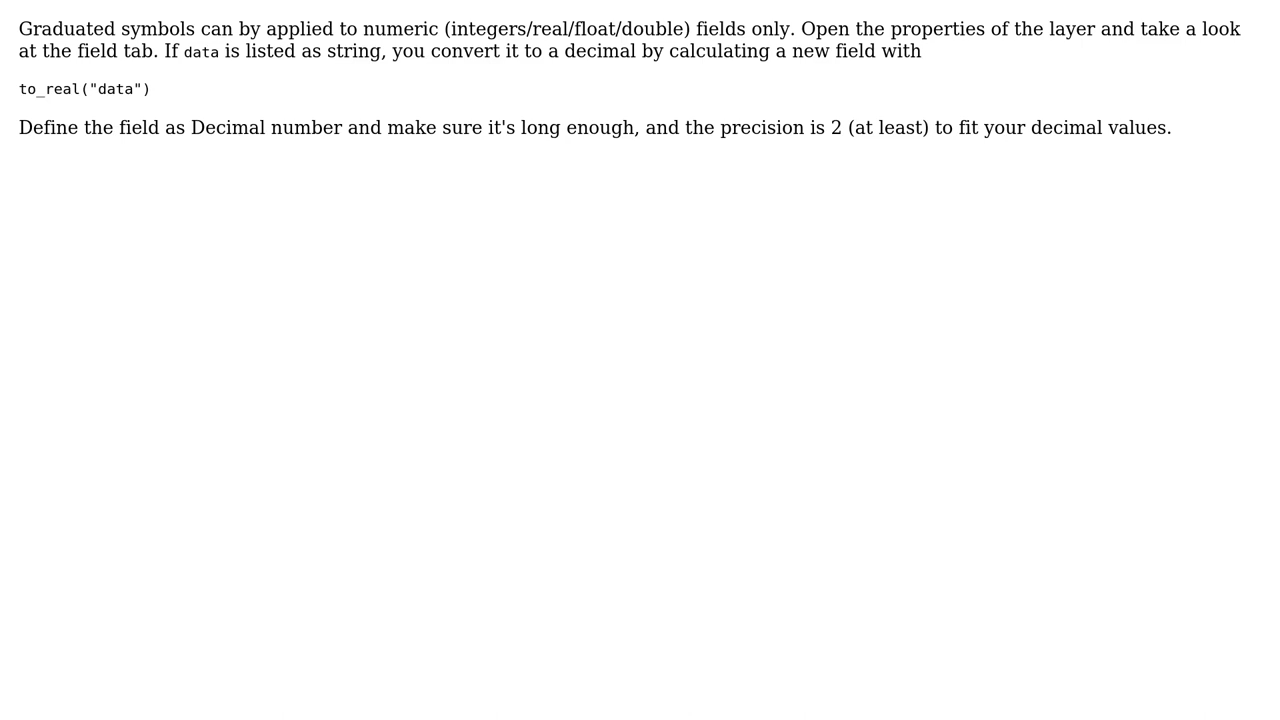 Graduated symbols can by applied to numeric (integers/real/float/double) fields only. Open the properties of the layer and take a look
at the field tab. If data is listed as string, you convert it to a decimal by calculating a new field with
to_real("data")
Define the field as Decimal number and make sure it's long enough, and the precision is 2 (at least) to fit your decimal values.